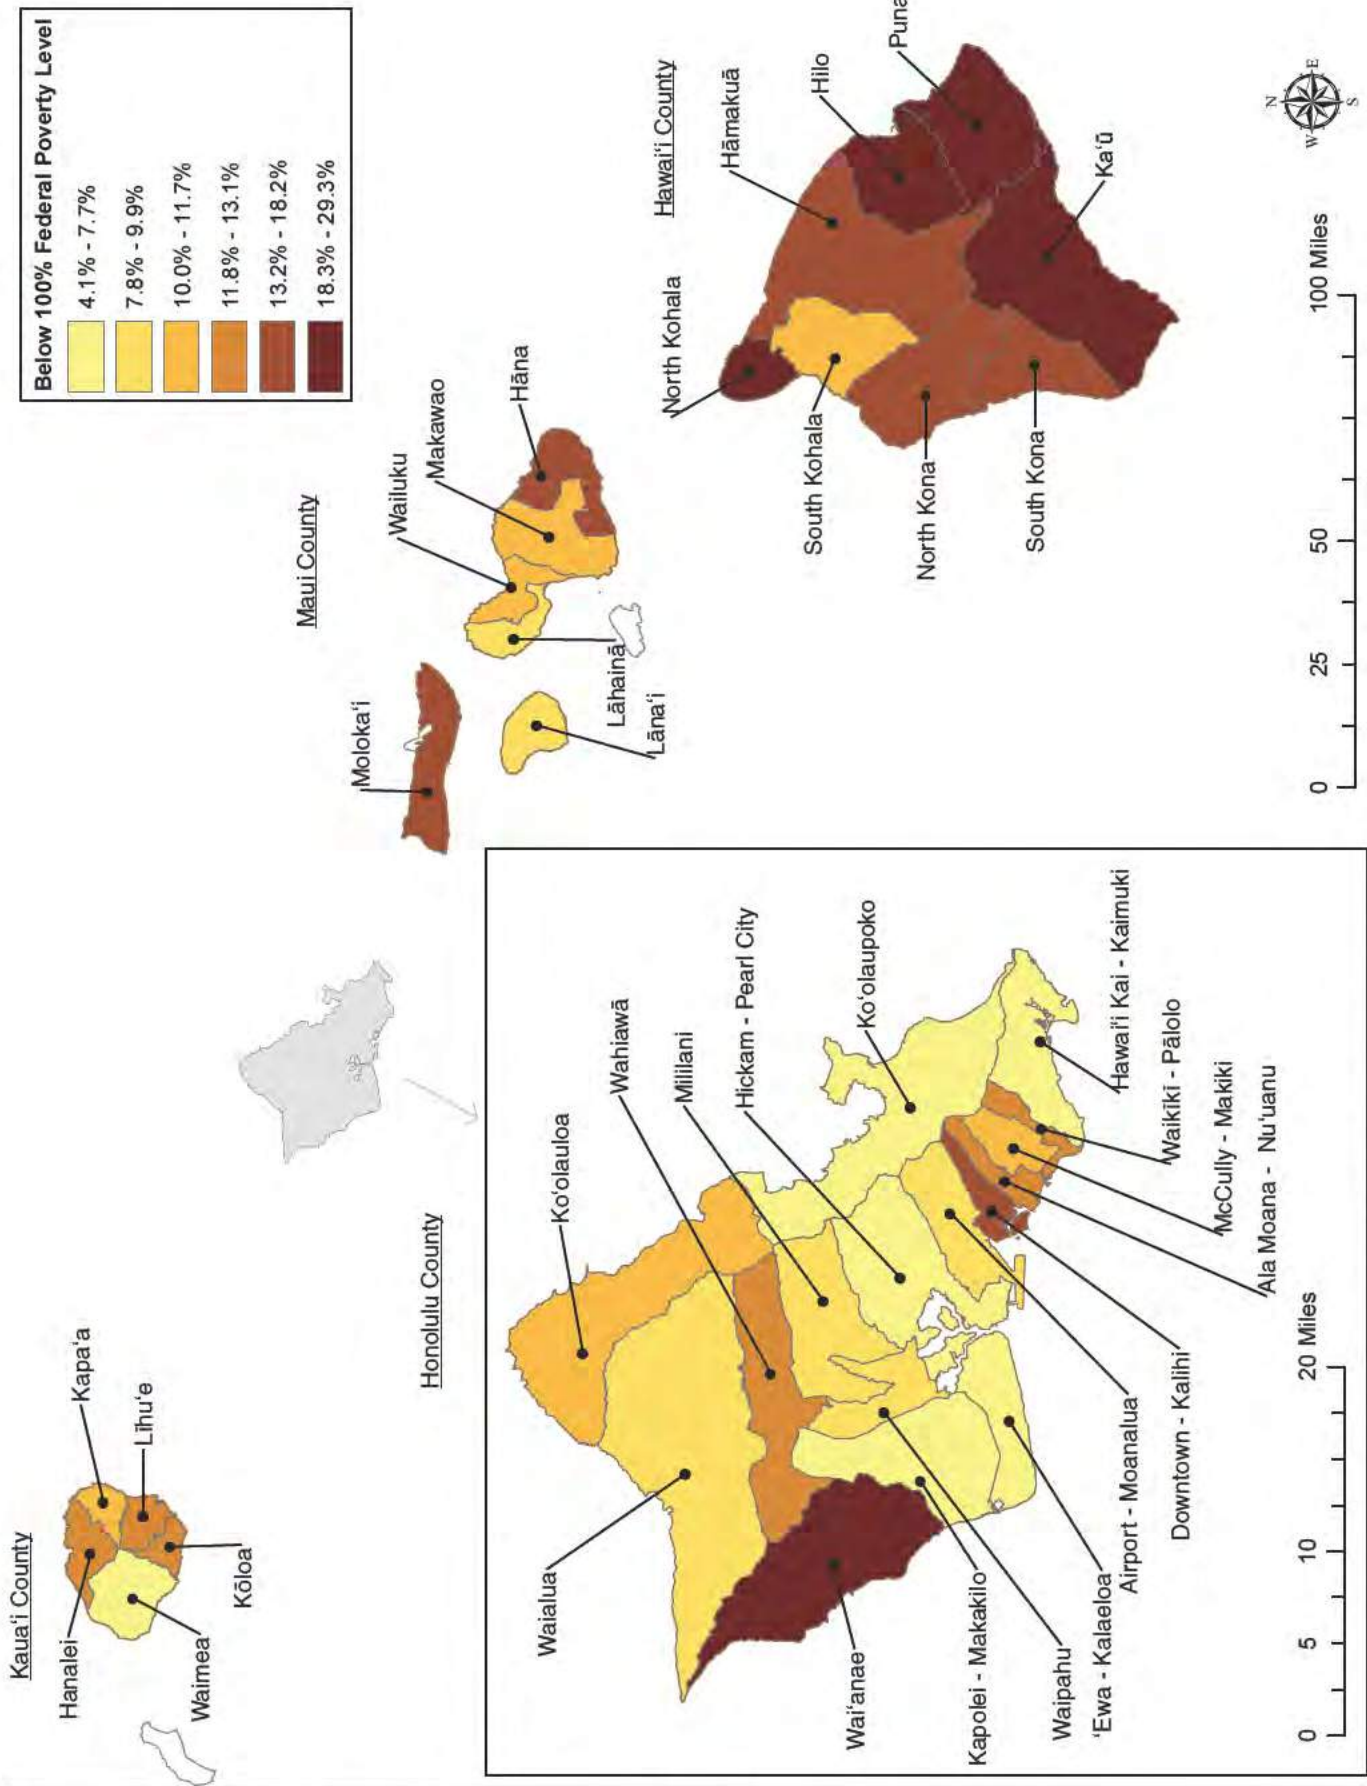 Kaua‘i County
Hanalei
Kapa‘a
Līhu‘e
Waimea
Kōloa
Honolulu County
Ko‘olauloa
Wahiawā
Mililani
Hickam - Pearl City
Ko‘olaupoko
Waialua
Wai‘anae
Kapolei - Makakilo
Waipahu
‘Ewa - Kalaeloa
Airport - Moanalua
Downtown - Kalihi
Ala Moana - Nu‘uanu
McCully - Makiki
Waikīkī - Pālolo
Hawai‘i Kai - Kaimuki
0 5 10 20 Miles
Maui County
Moloka‘i
Wailuku
Makawao
Hāna
Lāhainā
Lāna‘i
Below 100% Federal Poverty Level
4.1% - 7.7%
7.8% - 9.9%
10.0% - 11.7%
11.8% - 13.1%
13.2% - 18.2%
18.3% - 29.3%
Hawai‘i County
North Kohala
Hāmakuā
Hilo
Puna
South Kohala
North Kona
South Kona
Ka‘ū
0 25 50 100 Miles
N
W E
S